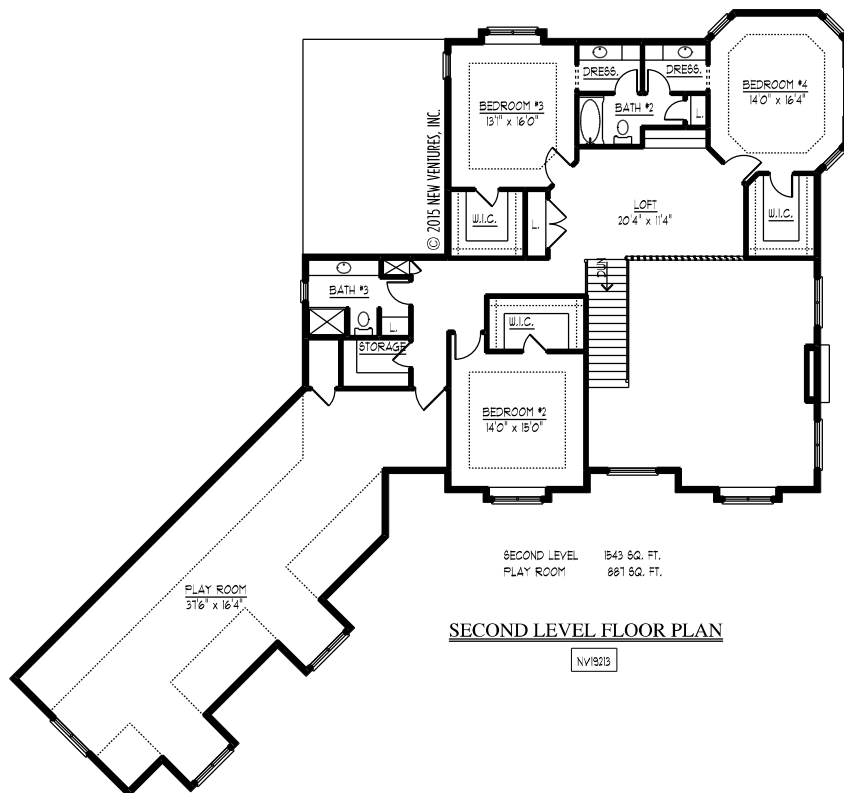 DRESS.
DRESS.
BEDROOM #3
13'1" x 16'0"
BATH #2
L.
BEDROOM #4
14'0" x 16'4"
© 2015 NEW VENTURES, INC.
W.I.C.
L.
LOFT
20'4" x 11'4"
W.I.C.
DN
BATH #3
L.
STORAGE
W.I.C.
BEDROOM #2
14'0" x 15'0"
SECOND LEVEL 1543 SQ. FT.
PLAY ROOM 887 SQ. FT.
PLAY ROOM
37'6" x 16'4"
SECOND LEVEL FLOOR PLAN
NV19213